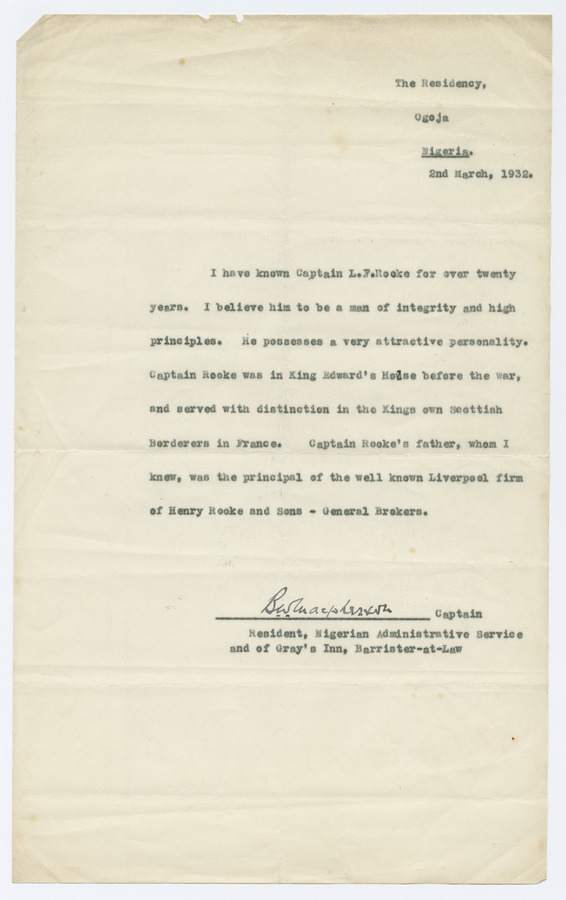 The Residency,
Ogoja
Nigeria.
2nd March, 1932.
I have known Captain L.F.Rooke for over twenty
years. I believe him to be a man of integrity and high
principles. He possesses a very attractive personality.
Captain Rooke was in King Edward's Horse before the war,
and served with distinction in the Kings own Scottish
Borderers in France. Captain Rooke's father, whom I
knew, was the principal of the well known Liverpool firm
of Henry Rooke and Sons - General Brokers.
Macpherson Captain
Resident, Nigerian Administrative Service
and of Gray's Inn, Barrister-at-Law